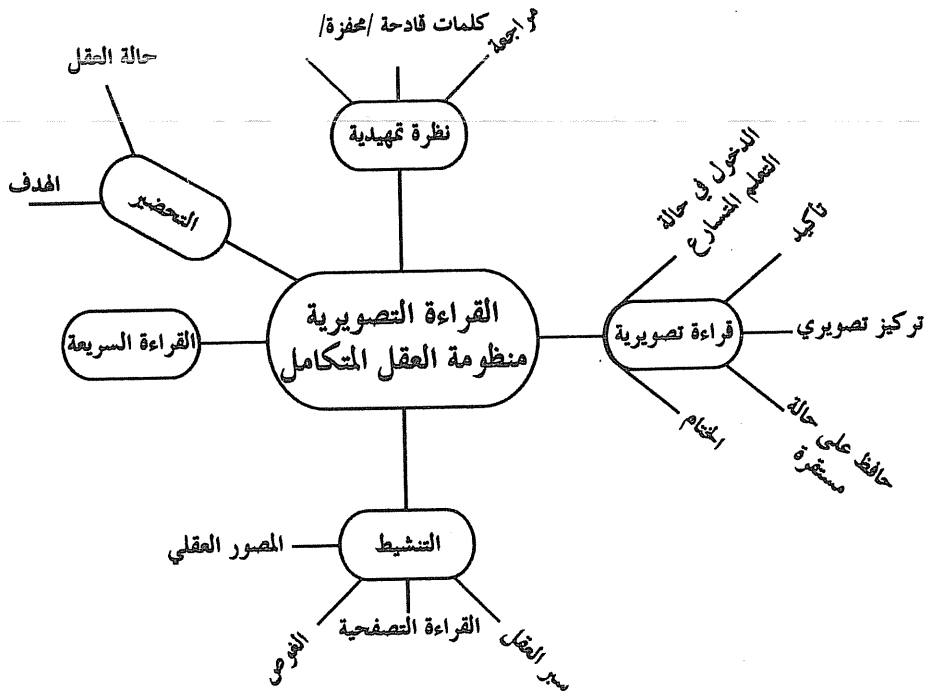 كلمات قادحة /محفزة/
مراجعة
حالة العقل
نظرة تمهيدية
الهدف
التحضير
الدخول في حالة
التعلم المتسارع
تأكيد
القراءة التصويرية
منظومة العقل المتكامل
القراءة السريعة
قراءة تصويرية
تركيز تصويري
حافظ على حالة
مستقرة
الختام
التنشيط
المصور العقلي
القراءة التصفحية
سبر العقل
الغوص